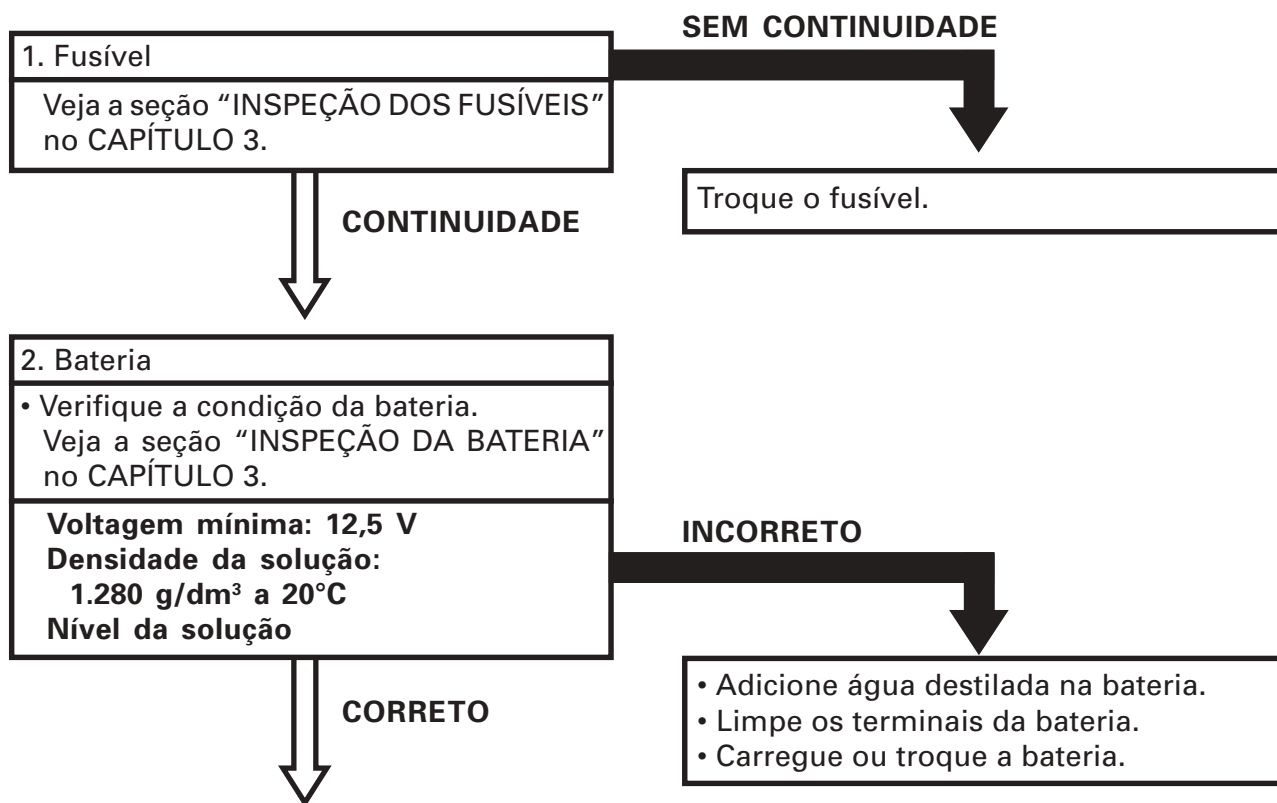 SEM CONTINUIDADE
1. Fusível
Veja a seção “INSPEÇÃO DOS FUSÍVEIS”
no CAPÍTULO 3.
Troque o fusível.
CONTINUIDADE
2. Bateria
• Verifique a condição da bateria.
Veja a seção “INSPEÇÃO DA BATERIA”
no CAPÍTULO 3.
Voltagem mínima: 12,5 V
Densidade da solução:
1.280 g/dm³ a 20°C
Nível da solução
INCORRETO
• Adicione água destilada na bateria.
• Limpe os terminais da bateria.
• Carregue ou troque a bateria.
CORRETO